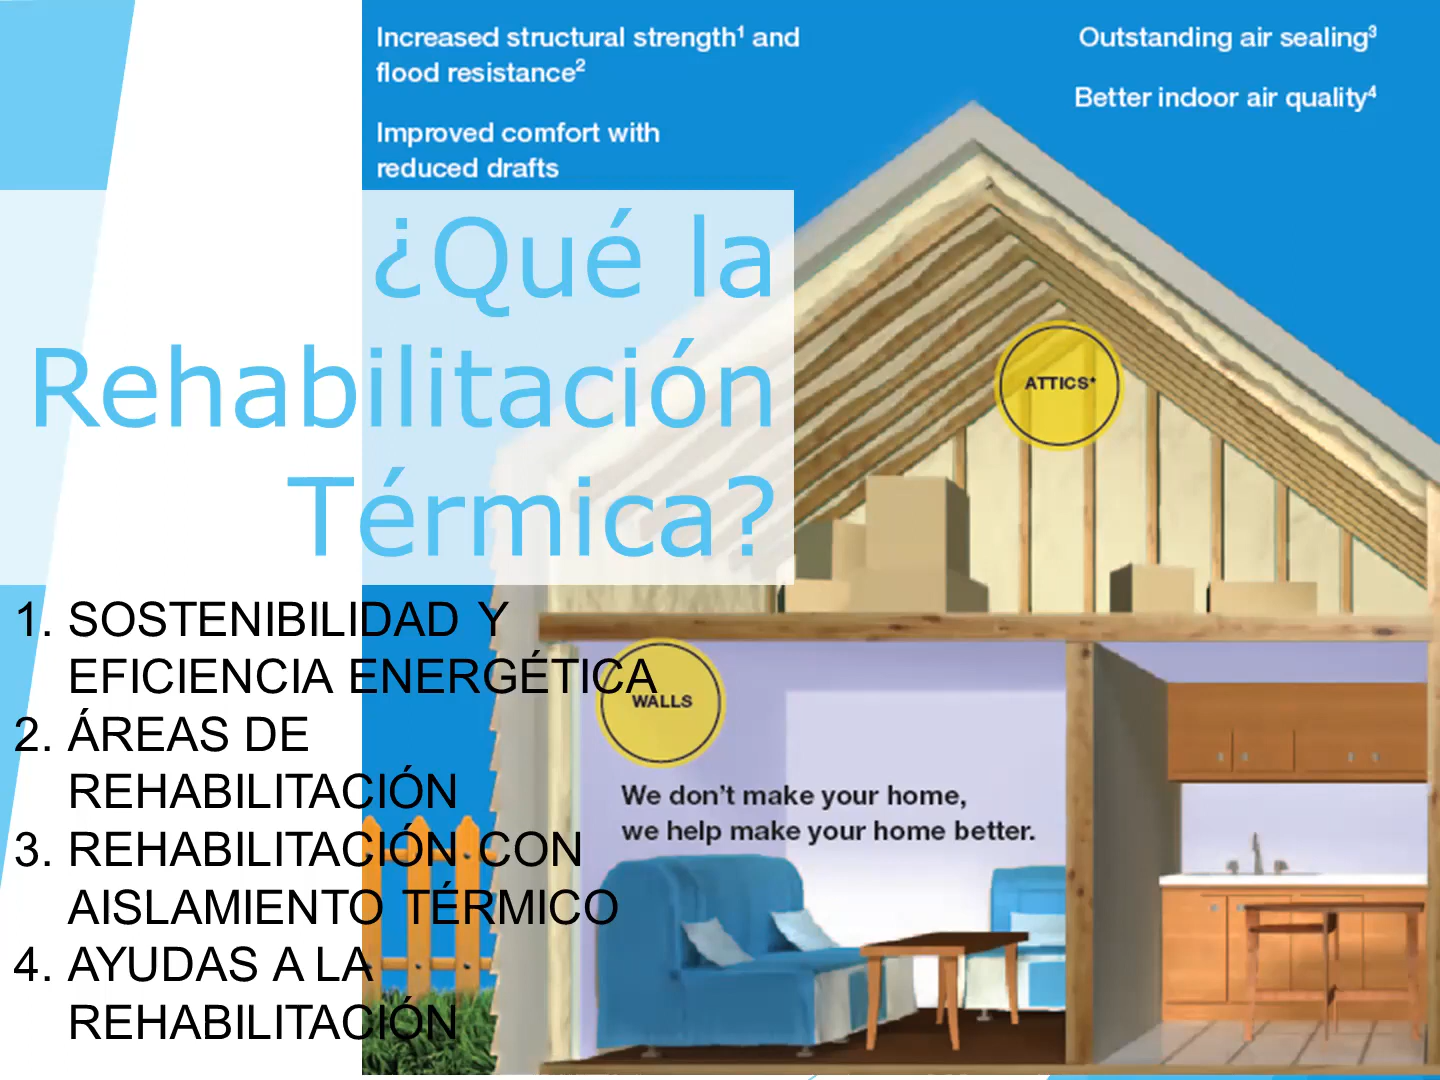 Increased structural strength¹ and
flood resistance²
Improved comfort with
reduced drafts
Outstanding air sealing³
Better indoor air quality⁴
¿Qué la
Rehabilitación
Térmica?
ATTICS*
1. SOSTENIBILIDAD Y
EFICIENCIA ENERGÉTICA
2. ÁREAS DE
REHABILITACIÓN
3. REHABILITACIÓN CON
AISLAMIENTO TÉRMICO
4. AYUDAS A LA
REHABILITACIÓN
WALLS
We don't make your home,
we help make your home better.